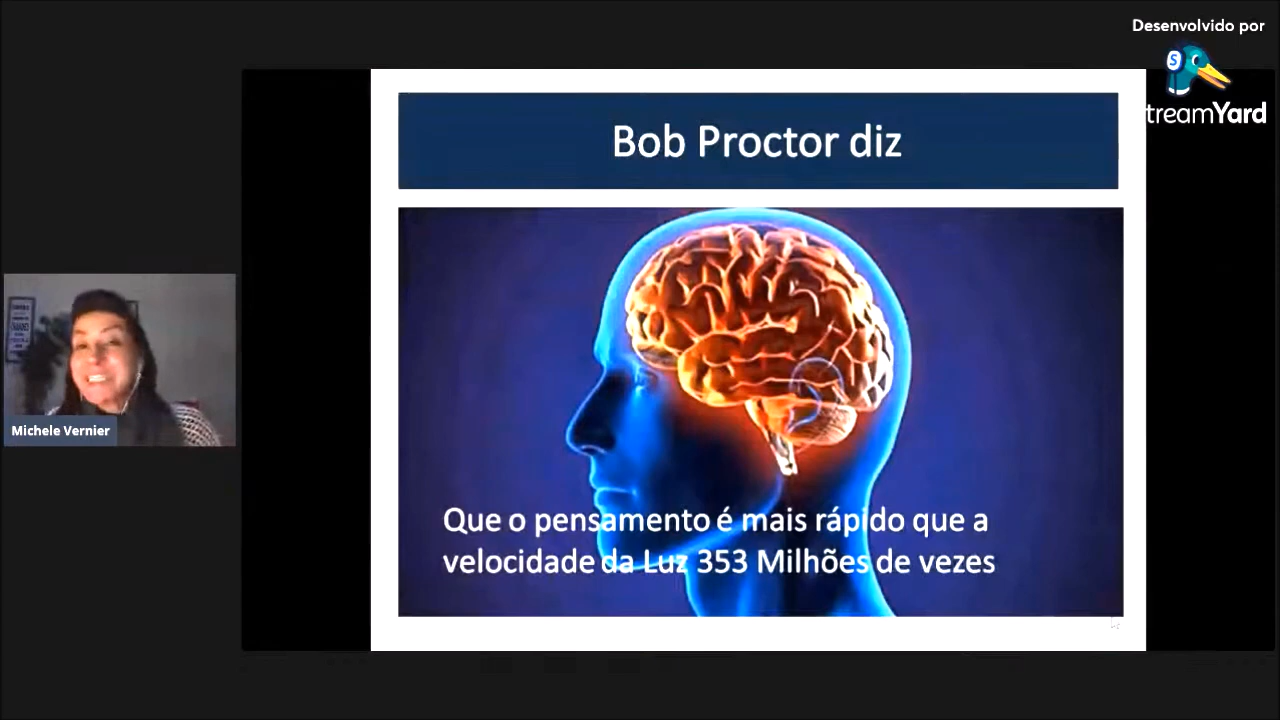 Desenvolvido por
treamYard
Bob Proctor diz
Que o pensamento é mais rápido que a
velocidade da Luz 353 Milhões de vezes
Michele Vernier